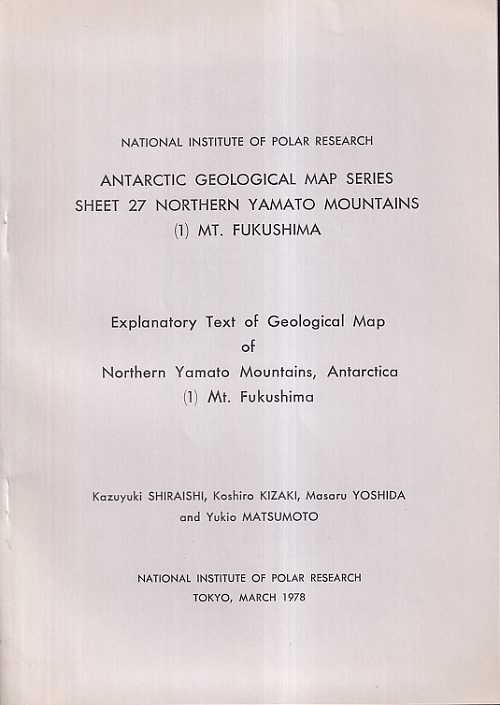 NATIONAL INSTITUTE OF POLAR RESEARCH
ANTARCTIC GEOLOGICAL MAP SERIES
SHEET 27 NORTHERN YAMATO MOUNTAINS
(1) MT. FUKUSHIMA
Explanatory Text of Geological Map
of
Northern Yamato Mountains, Antarctica
(1) Mt. Fukushima
Kazuyuki SHIRAISHI, Koshiro KIZAKI, Masaru YOSHIDA
and Yukio MATSUMOTO
NATIONAL INSTITUTE OF POLAR RESEARCH
TOKYO, MARCH 1978